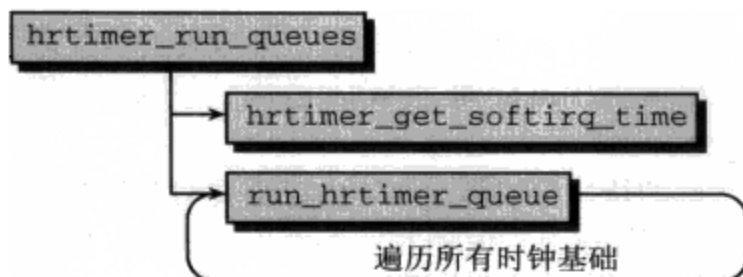 hrtimer_run_queues
hrtimer_get_softirq_time
run_hrtimer_queue
遍历所有时钟基础